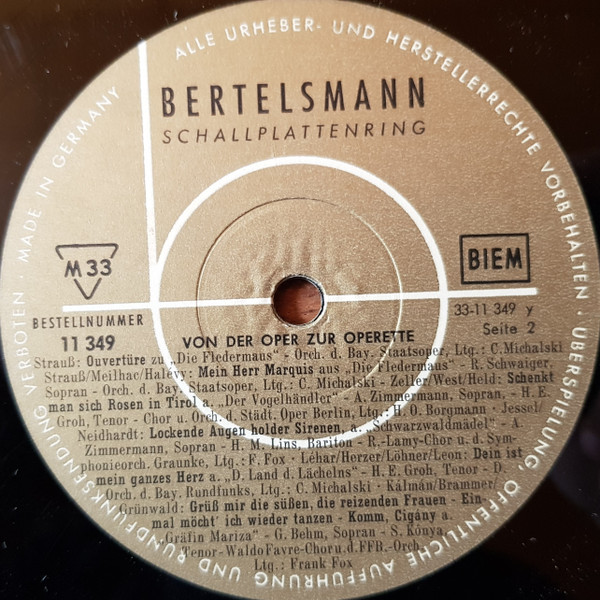 ALLE URHEBER- UND HERSTELLERRECHTE VORBEHALTEN · ÜBERSPIELUNG, ÖFFENTLICHE AUFFÜHRUNG UND RUNDFUNKSENDUNG VERBOTEN · MADE IN GERMANY
BERTELSMANN
SCHALLPLATTENRING
M 33
BIEM
BESTELLNUMMER
11 349
33-11 349 y
Seite 2
VON DER OPER ZUR OPERETTE
Strauß: Ouvertüre zu „Die Fledermaus" - Orch. d. Bay. Staatsoper, Ltg.: C.Michalski
Strauß/Meilhac/Halévy: Mein Herr Marquis aus „Die Fledermaus" - R. Schwaiger,
Sopran - Orch. d. Bay. Staatsoper, Ltg.: C. Michalski - Zeller/West/Held: Schenkt
man sich Rosen in Tirol a. „Der Vogelhändler" - A. Zimmermann, Sopran, - H. E.
Groh, Tenor - Chor u. Orch. d. Städt. Oper Berlin, Ltg.: H. O. Borgmann - Jessel/
Neidhardt: Lockende Augen holder Sirenen, a. „Schwarzwaldmädel" - A.
Zimmermann, Sopran - H. M. Lins, Bariton - R.-Lamy-Chor u. d. Sym-
phonieorch. Graunke, Ltg.: F. Fox - Léhar/Herzer/Löhner/Leon: Dein ist
mein ganzes Herz a. „D. Land d. Lächelns" - H. E. Groh, Tenor - D.
Orch. d. Bay. Rundfunks, Ltg.: C. Michalski - Kálmán/Brammer/
Grünwald: Grüß mir die süßen, die reizenden Frauen - Ein-
mal möcht' ich wieder tanzen - Komm, Cigány a.
„Gräfin Mariza" - G. Behm, Sopran - S. Kónya,
Tenor-Waldo Favre-Chor u. d. FFB.-Orch.,
Ltg.: Frank Fox